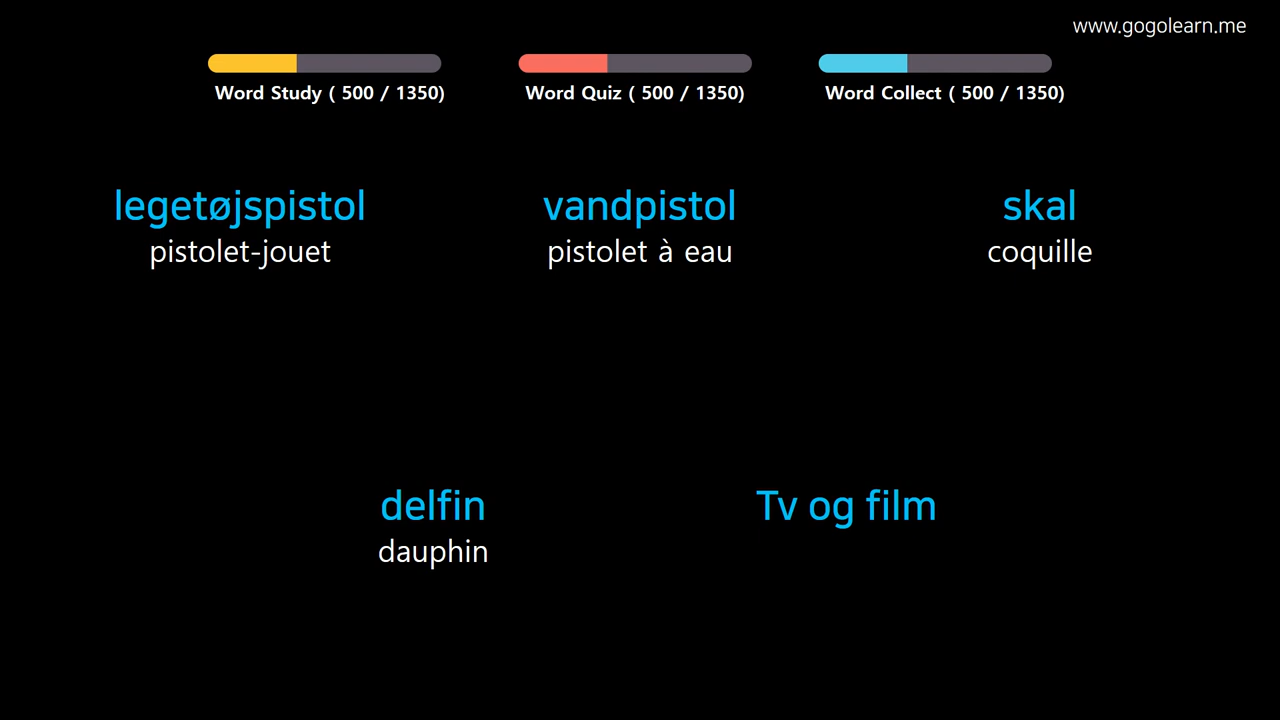 www.gogolearn.me
Word Study ( 500 / 1350)
Word Quiz ( 500 / 1350)
Word Collect ( 500 / 1350)
legetøjspistol
pistolet-jouet
vandpistol
pistolet à eau
skal
coquille
delfin
dauphin
Tv og film